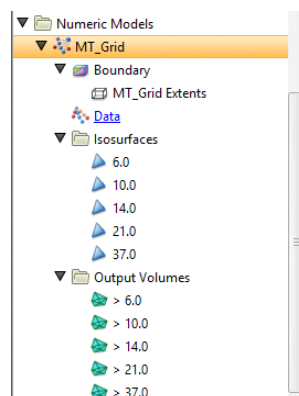 Numeric Models
MT_Grid
Boundary
MT_Grid Extents
Data
Isosurfaces
6.0
10.0
14.0
21.0
37.0
Output Volumes
> 6.0
> 10.0
> 14.0
> 21.0
> 37.0